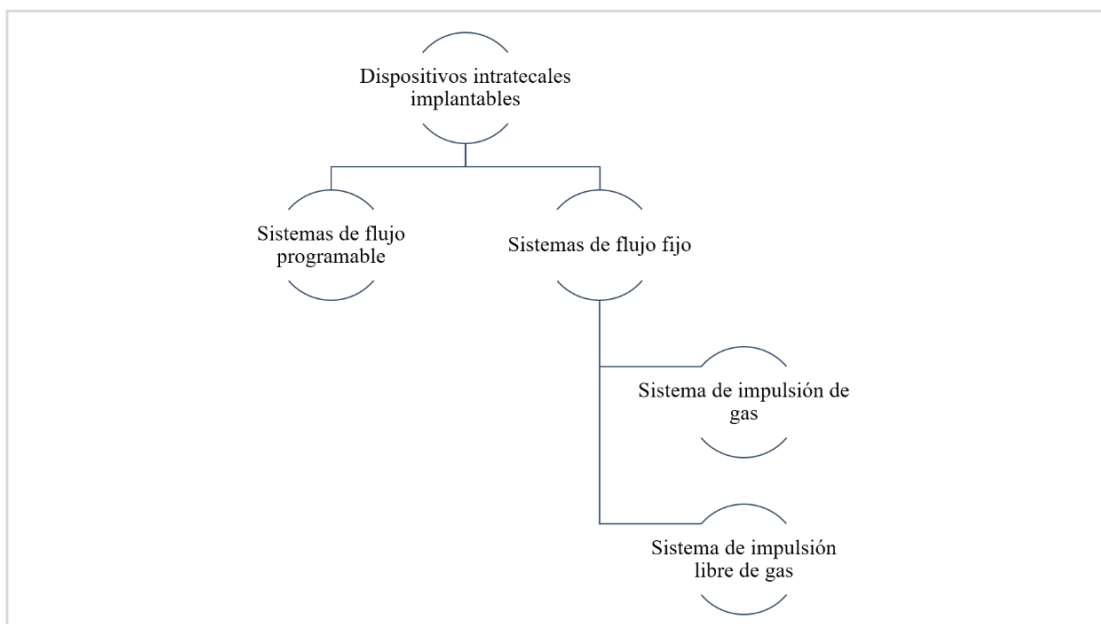 Dispositivos intratecales
implantables
Sistemas de flujo
programable
Sistemas de flujo fijo
Sistema de impulsión de
gas
Sistema de impulsión
libre de gas